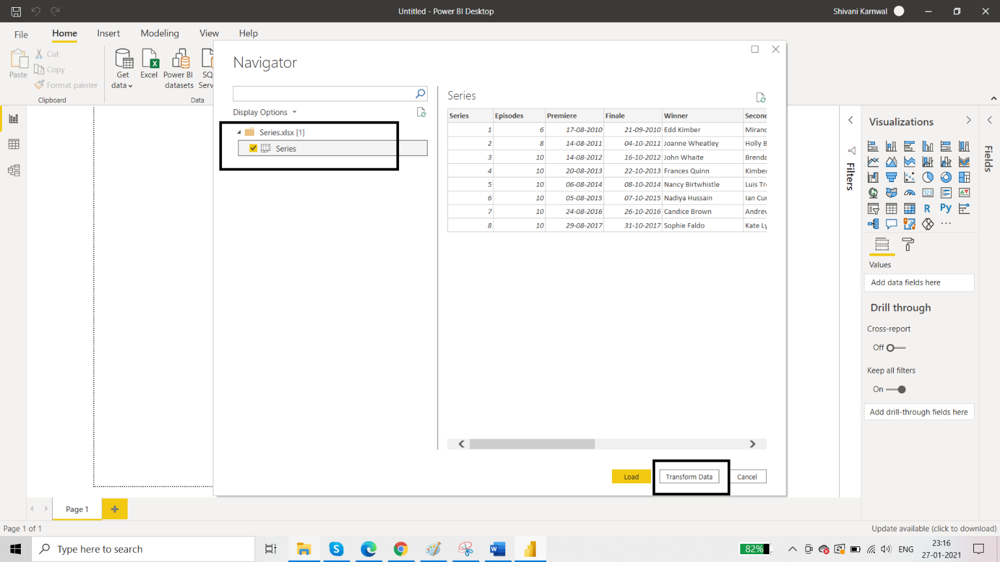 Untitled - Power BI Desktop
Shivani Karnwal
File Home Insert Modeling View Help
Paste
Cut
Copy
Format painter
Clipboard
Get data
Excel
Power BI datasets
SQ
Serv
Data
Navigator
Display Options
Series.xlsx [1]
Series
Series
Series Episodes Premiere Finale Winner Second
1 6 17-08-2010 21-09-2010 Edd Kimber Miranc
2 8 14-08-2011 04-10-2011 Joanne Wheatley Holly B
3 10 14-08-2012 16-10-2012 John Whaite Brenda
4 10 20-08-2013 22-10-2013 Frances Quinn Kimber
5 10 06-08-2014 08-10-2014 Nancy Birtwhistle Luis Tr
6 10 05-08-2015 07-10-2015 Nadiya Hussain Ian Cur
7 10 24-08-2016 26-10-2016 Candice Brown Andrev
8 10 29-08-2017 31-10-2017 Sophie Faldo Kate Ly
Load
Transform Data
Cancel
Filters
Visualizations
123
R
Py
Values
Add data fields here
Drill through
Cross-report
Off
Keep all filters
On
Add drill-through fields here
Fields
Page 1
Page 1 of 1
Update available (click to download)
Type here to search
82%
ENG
23:16
27-01-2021